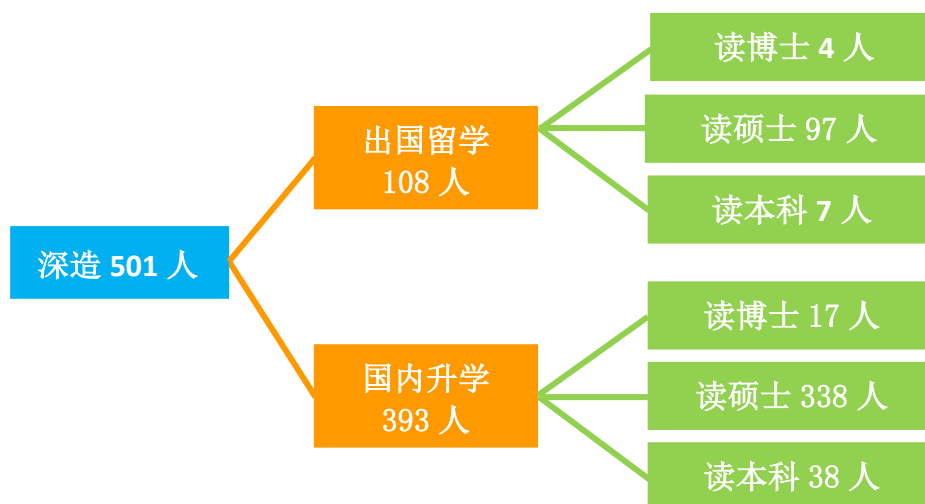 深造 501 人
出国留学
108 人
读博士 4 人
读硕士 97 人
读本科 7 人
国内升学
393 人
读博士 17 人
读硕士 338 人
读本科 38 人